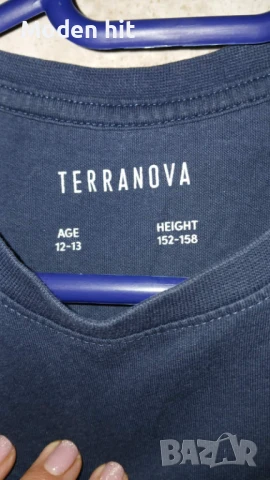 Moden hit
TERRANOVA
AGE HEIGHT
12-13 152-158
BAZAR